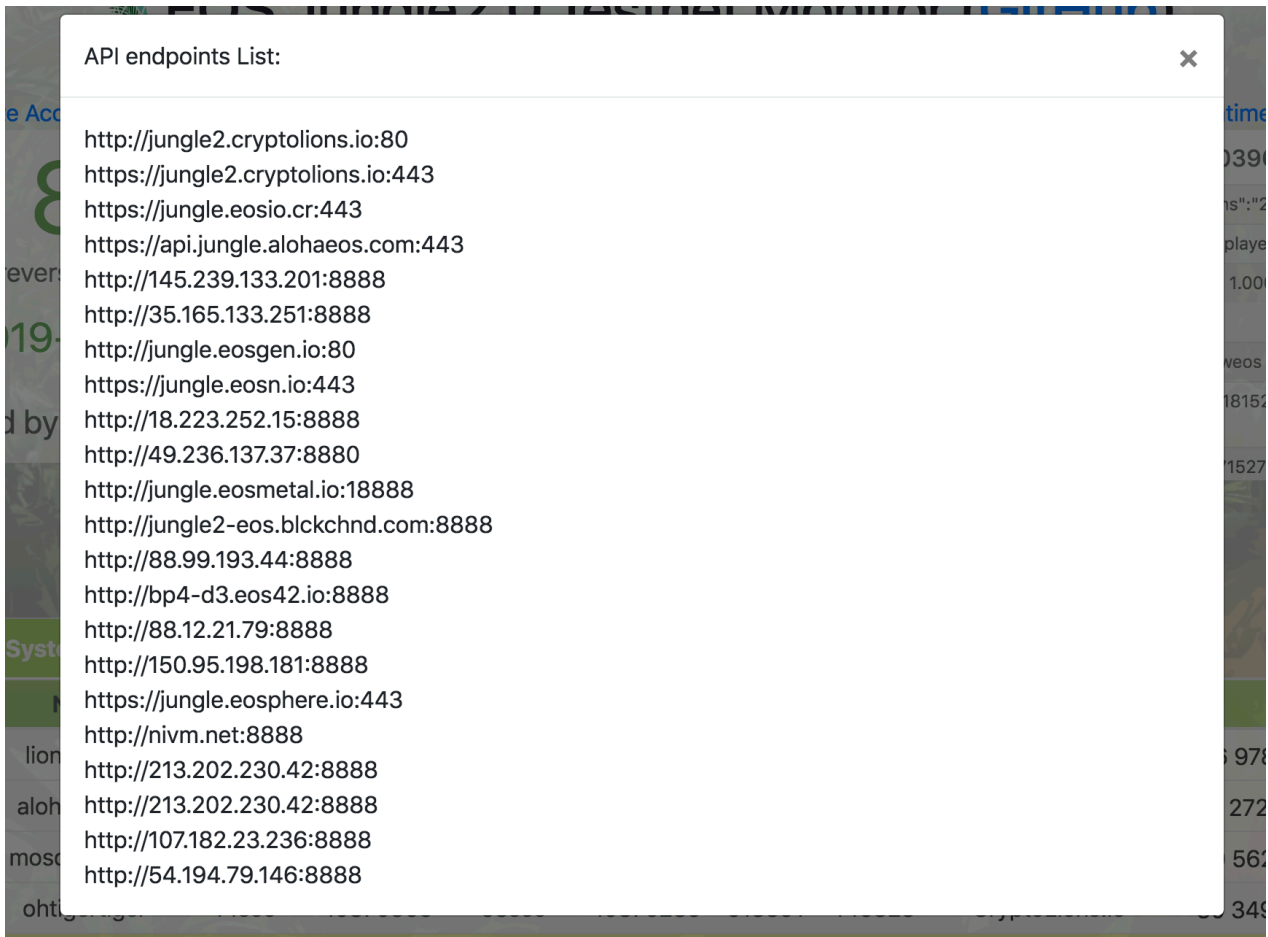 EOS Jungle2.0 Testnet Monitor (GitHub)
API endpoints List:
×
http://jungle2.cryptolions.io:80
https://jungle2.cryptolions.io:443
https://jungle.eosio.cr:443
https://api.jungle.alohaeos.com:443
http://145.239.133.201:8888
http://35.165.133.251:8888
http://jungle.eosgen.io:80
https://jungle.eosn.io:443
http://18.223.252.15:8888
http://49.236.137.37:8880
http://jungle.eosmetal.io:18888
http://jungle2-eos.blckchnd.com:8888
http://88.99.193.44:8888
http://bp4-d3.eos42.io:8888
http://88.12.21.79:8888
http://150.95.198.181:8888
https://jungle.eosphere.io:443
http://nivm.net:8888
http://213.202.230.42:8888
http://213.202.230.42:8888
http://107.182.23.236:8888
http://54.194.79.146:8888